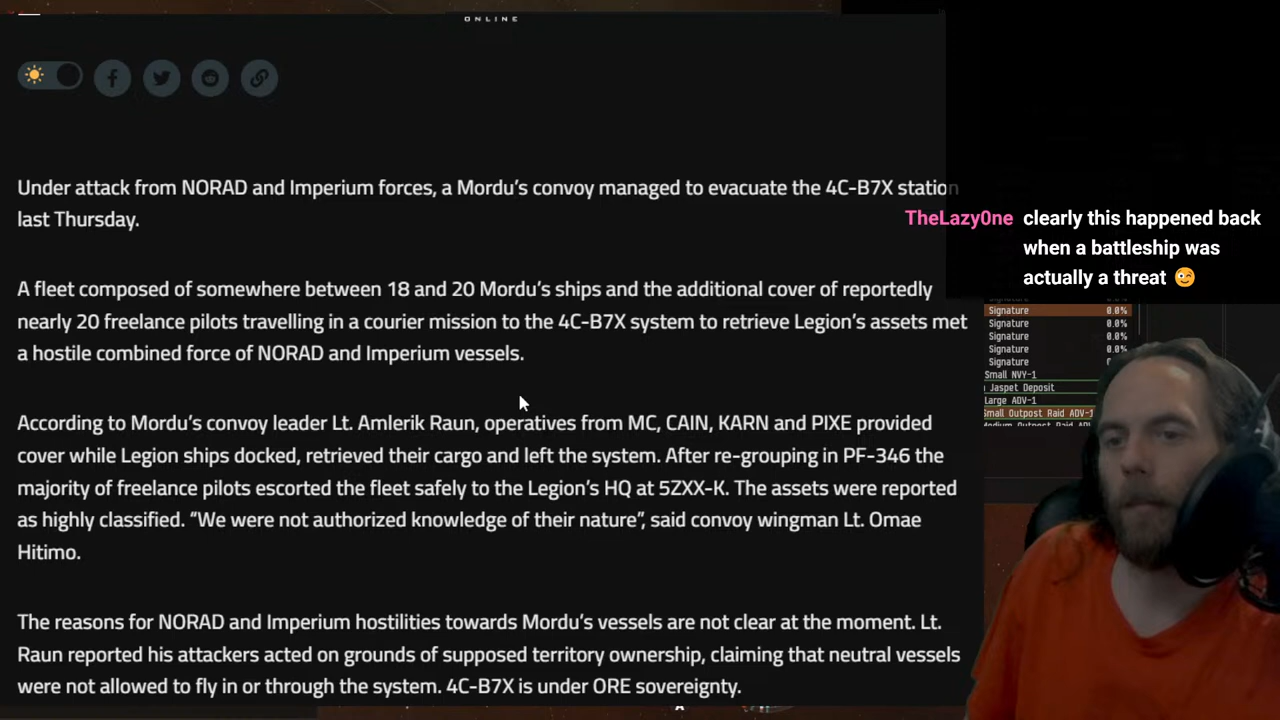 ONLINE
Under attack from NORAD and Imperium forces, a Mordu's convoy managed to evacuate the 4C-B7X station
last Thursday.
TheLazy0ne clearly this happened back
when a battleship was
actually a threat 😉
A fleet composed of somewhere between 18 and 20 Mordu's ships and the additional cover of reportedly
nearly 20 freelance pilots travelling in a courier mission to the 4C-B7X system to retrieve Legion's assets met
a hostile combined force of NORAD and Imperium vessels.
Signature 0.0%
Signature 0.0%
Signature 0.0%
Signature 0.0%
Signature
Small NVY-1
Jaspet Deposit
Large ADV-1
Small Outpost Raid ADV-1
Medium Outpost Raid ADV
According to Mordu's convoy leader Lt. Amlerik Raun, operatives from MC, CAIN, KARN and PIXE provided
cover while Legion ships docked, retrieved their cargo and left the system. After re-grouping in PF-346 the
majority of freelance pilots escorted the fleet safely to the Legion's HQ at 5ZXX-K. The assets were reported
as highly classified. “We were not authorized knowledge of their nature”, said convoy wingman Lt. Omae
Hitimo.
The reasons for NORAD and Imperium hostilities towards Mordu's vessels are not clear at the moment. Lt.
Raun reported his attackers acted on grounds of supposed territory ownership, claiming that neutral vessels
were not allowed to fly in or through the system. 4C-B7X is under ORE sovereignty.